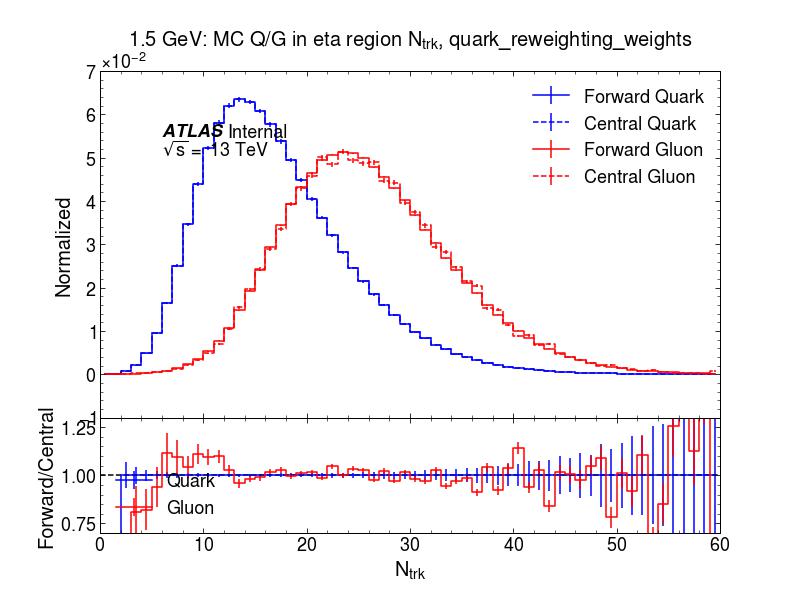 1.5 GeV: MC Q/G in eta region N_trk, quark_reweighting_weights
×10⁻²
7
6
5
4
3
2
1
0
−1
Normalized
ATLAS Internal
√s = 13 TeV
Forward Quark
Central Quark
Forward Gluon
Central Gluon
1.25
1.00
0.75
Forward/Central
Quark
Gluon
0 10 20 30 40 50 60
N_trk